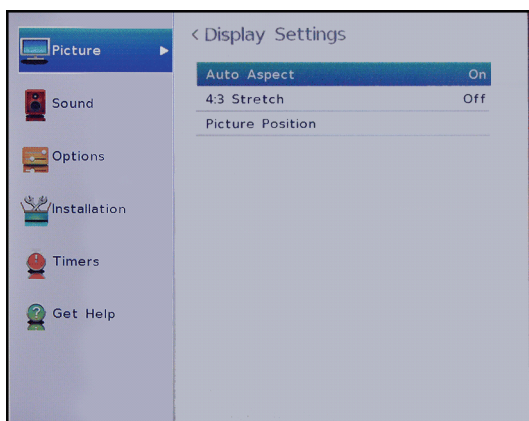 Picture
Sound
Options
Installation
Timers
Get Help
< Display Settings
Auto Aspect On
4:3 Stretch Off
Picture Position